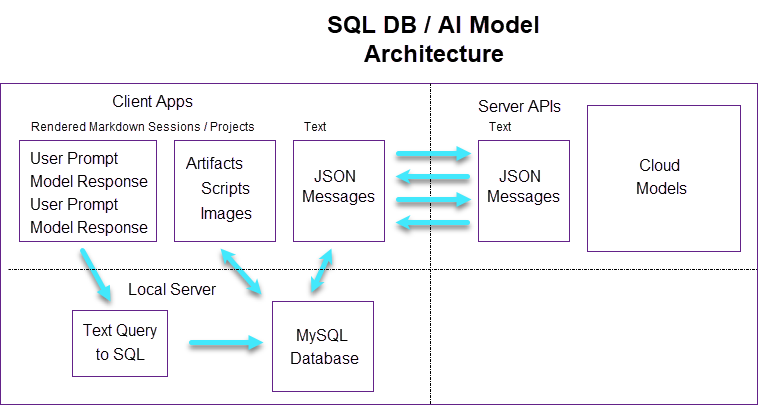 SQL DB / AI Model
Architecture
Client Apps
Rendered Markdown Sessions / Projects
Text
Server APIs
Text
User Prompt
Model Response
User Prompt
Model Response
Artifacts
Scripts
Images
JSON
Messages
JSON
Messages
Cloud
Models
Local Server
Text Query
to SQL
MySQL
Database